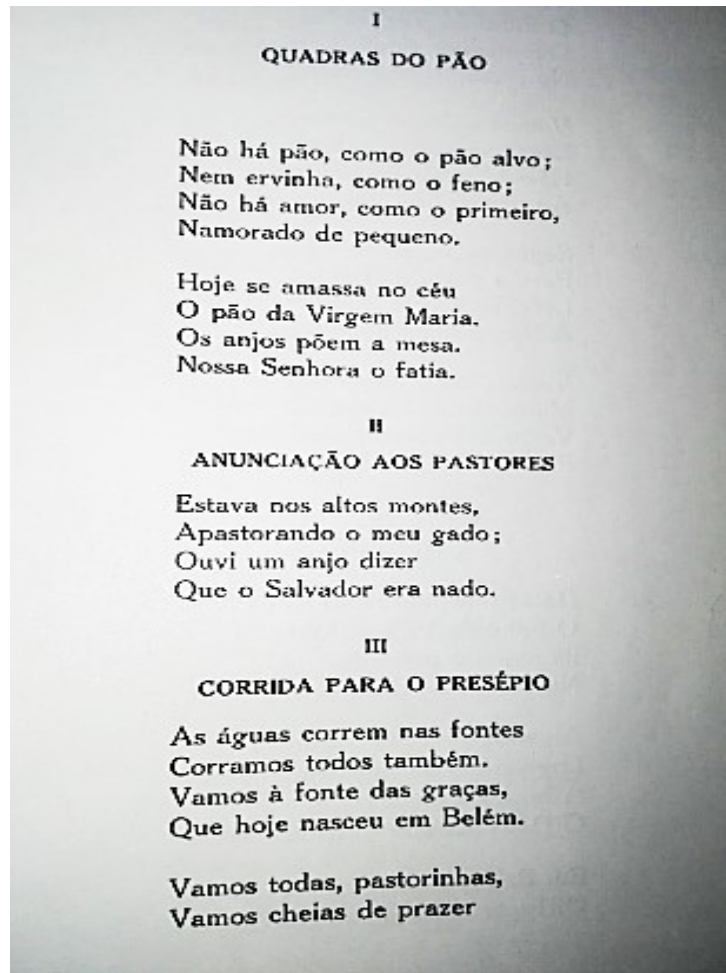 I
QUADRAS DO PÃO
Não há pão, como o pão alvo;
Nem ervinha, como o feno;
Não há amor, como o primeiro,
Namorado de pequeno.
Hoje se amassa no céu
O pão da Virgem Maria.
Os anjos põem a mesa.
Nossa Senhora o fatia.
II
ANUNCIAÇÃO AOS PASTORES
Estava nos altos montes,
Apastorando o meu gado;
Ouvi um anjo dizer
Que o Salvador era nado.
III
CORRIDA PARA O PRESÉPIO
As águas correm nas fontes
Corramos todos também.
Vamos à fonte das graças,
Que hoje nasceu em Belém.
Vamos todas, pastorinhas,
Vamos cheias de prazer